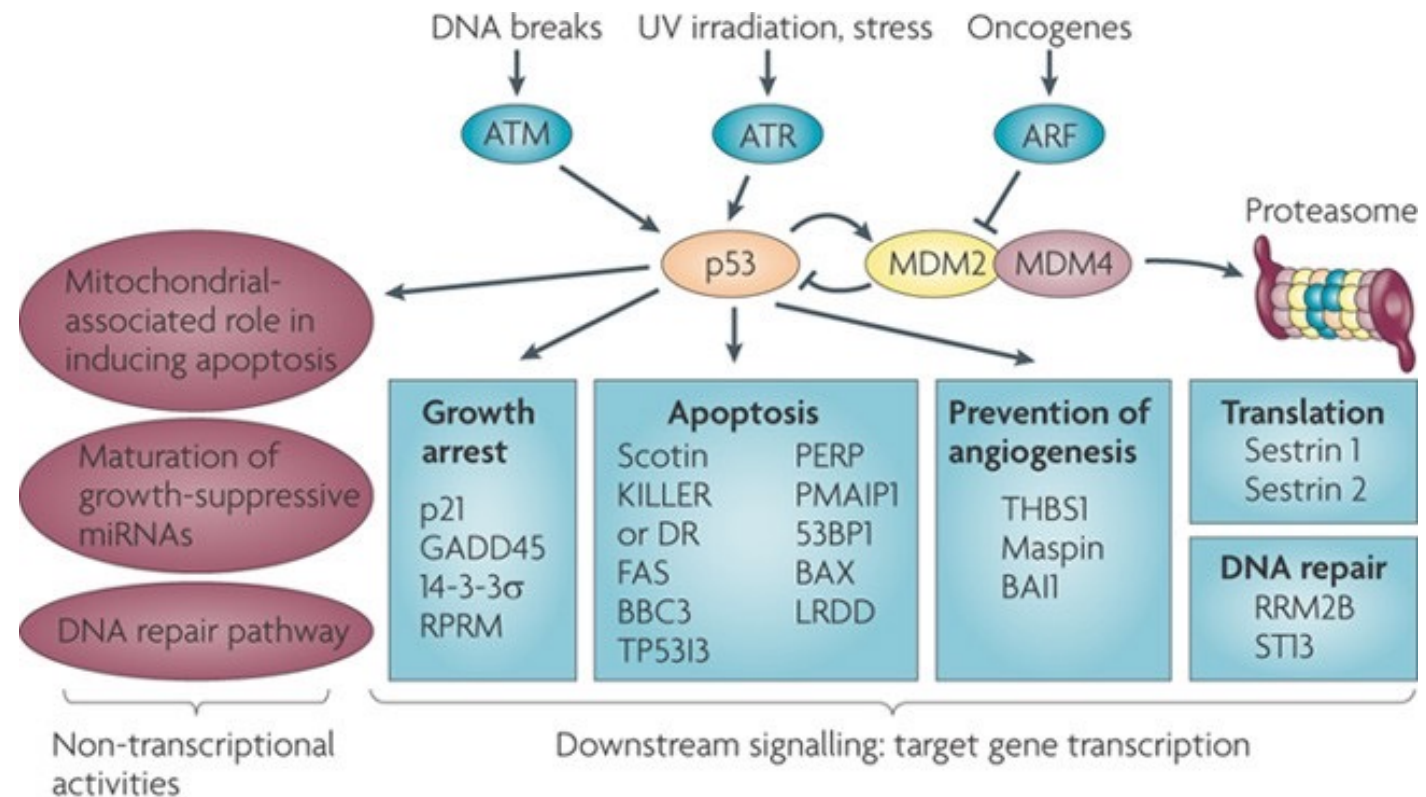 DNA breaks
UV irradiation, stress
Oncogenes
ATM
ATR
ARF
Proteasome
p53
MDM2
MDM4
Mitochondrial-
associated role in
inducing apoptosis
Maturation of
growth-suppressive
miRNAs
DNA repair pathway
Non-transcriptional
activities
Growth
arrest
p21
GADD45
14-3-3σ
RPRM
Apoptosis
Scotin
KILLER
or DR
FAS
BBC3
TP53I3
PERP
PMAIP1
53BP1
BAX
LRDD
Prevention of
angiogenesis
THBS1
Maspin
BAI1
Translation
Sestrin 1
Sestrin 2
DNA repair
RRM2B
ST13
Downstream signalling: target gene transcription